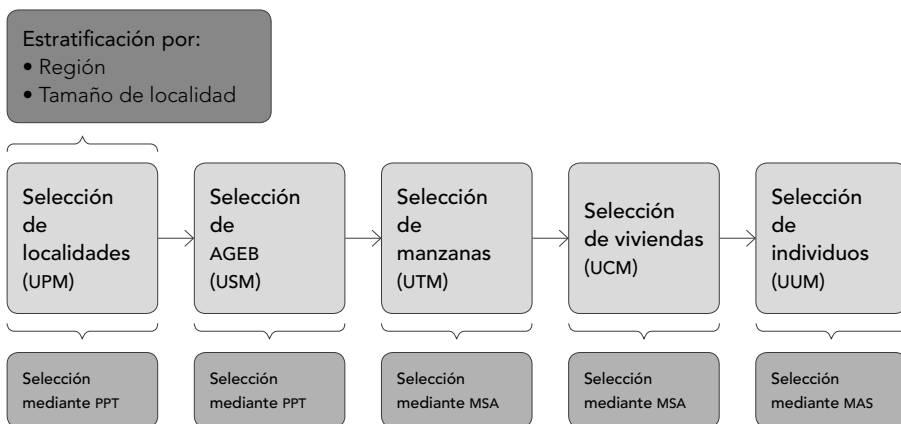 Estratificación por:
• Región
• Tamaño de localidad
Selección
de
localidades
(UPM)
Selección
de
AGEB
(USM)
Selección
de
manzanas
(UTM)
Selección
de viviendas
(UCM)
Selección
de
individuos
(UUM)
Selección
mediante PPT
Selección
mediante PPT
Selección
mediante MSA
Selección
mediante MSA
Selección
mediante MAS